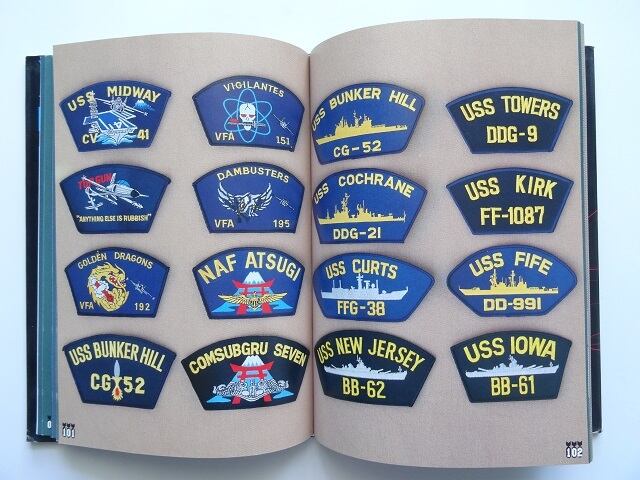 USS MIDWAY
CV 41
VIGILANTES
VFA 151
TOPGUN
"ANYTHING ELSE IS RUBBISH"
DAMBUSTERS
VFA 195
GOLDEN DRAGONS
VFA 192
NAF ATSUGI
USS BUNKER HILL
CG 52
COMSUBGRU SEVEN
101
USS BUNKER HILL
CG-52
USS TOWERS
DDG-9
USS COCHRANE
DDG-21
USS KIRK
FF-1087
USS CURTS
FFG-38
USS FIFE
DD-991
USS NEW JERSEY
BB-62
USS IOWA
BB-61
102